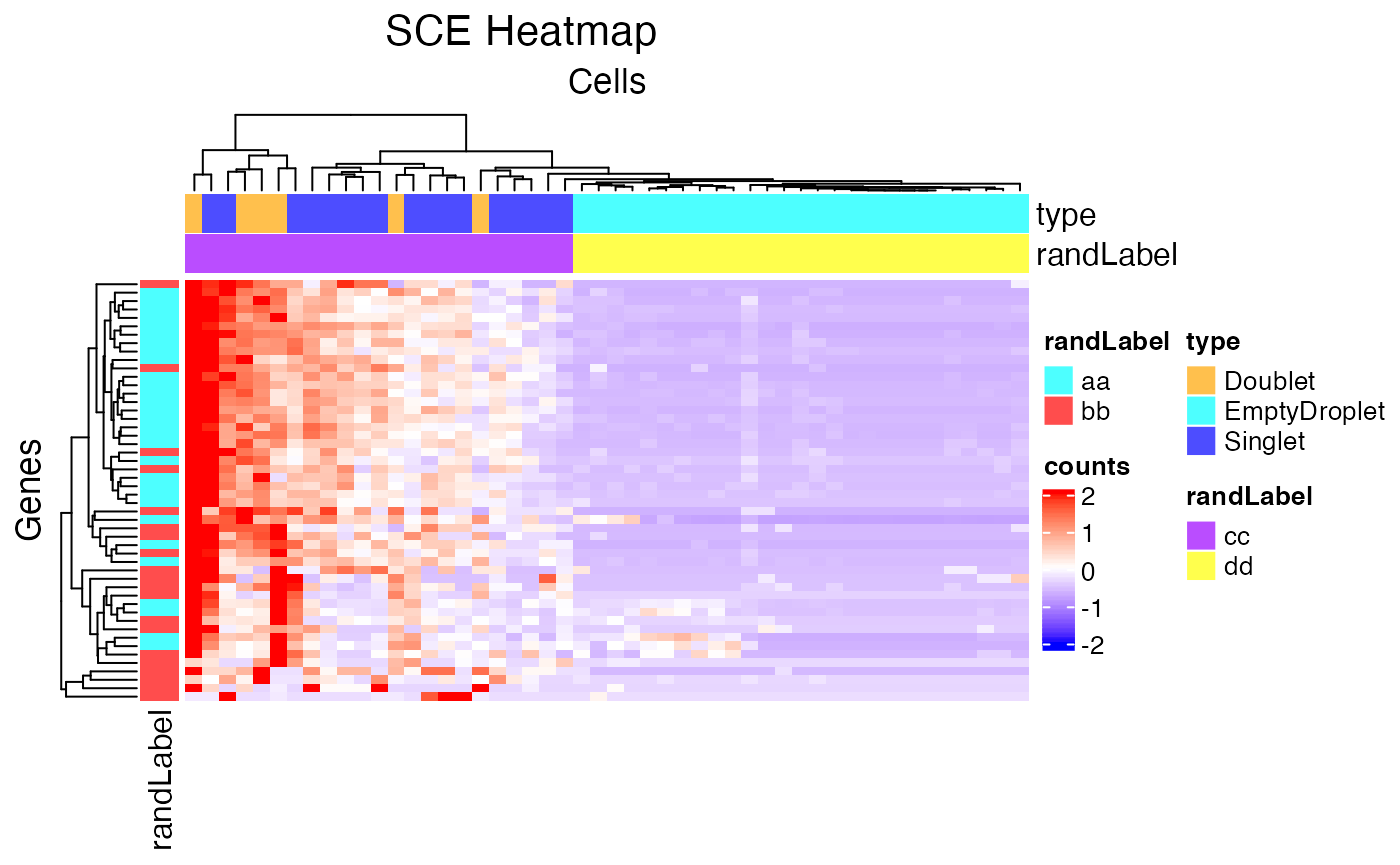 SCE Heatmap
Cells
type
randLabel
Genes
randLabel
randLabel
aa
bb
counts
2
1
0
-1
-2
type
Doublet
EmptyDroplet
Singlet
randLabel
cc
dd